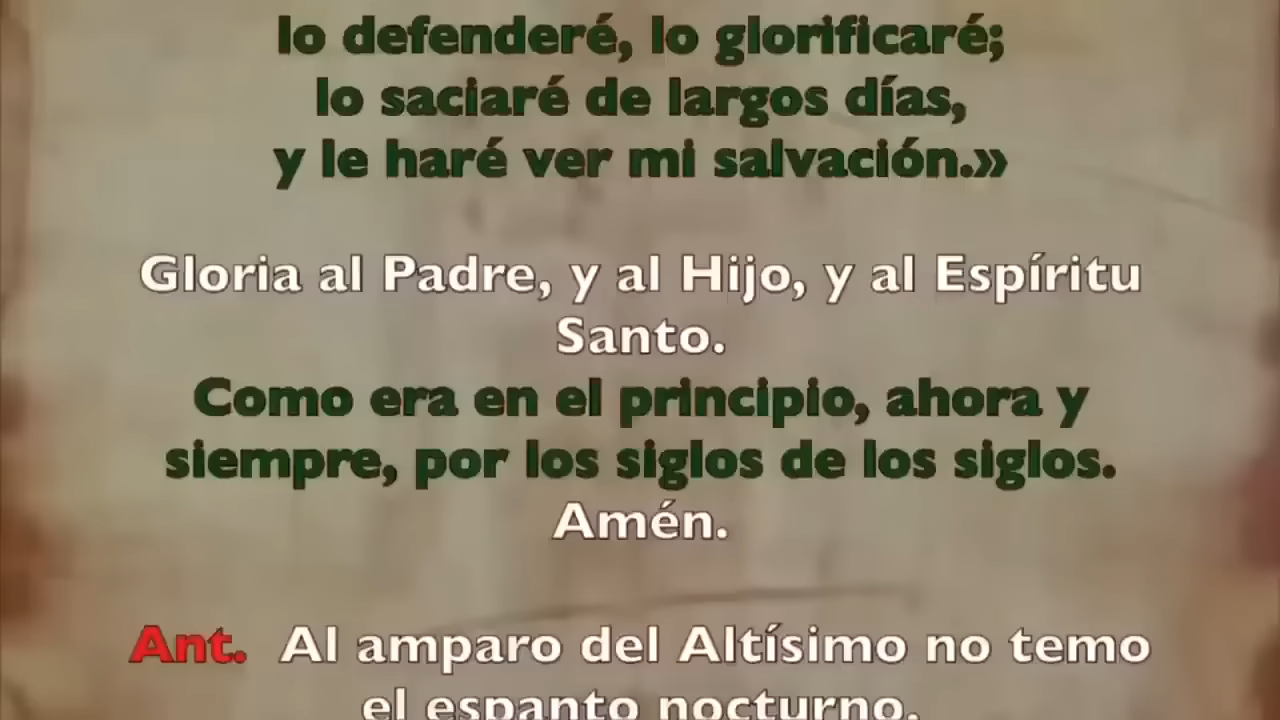 lo defenderé, lo glorificaré;
lo saciaré de largos días,
y le haré ver mi salvación.»
Gloria al Padre, y al Hijo, y al Espíritu
Santo.
Como era en el principio, ahora y
siempre, por los siglos de los siglos.
Amén.
Ant. Al amparo del Altísimo no temo
el espanto nocturno.